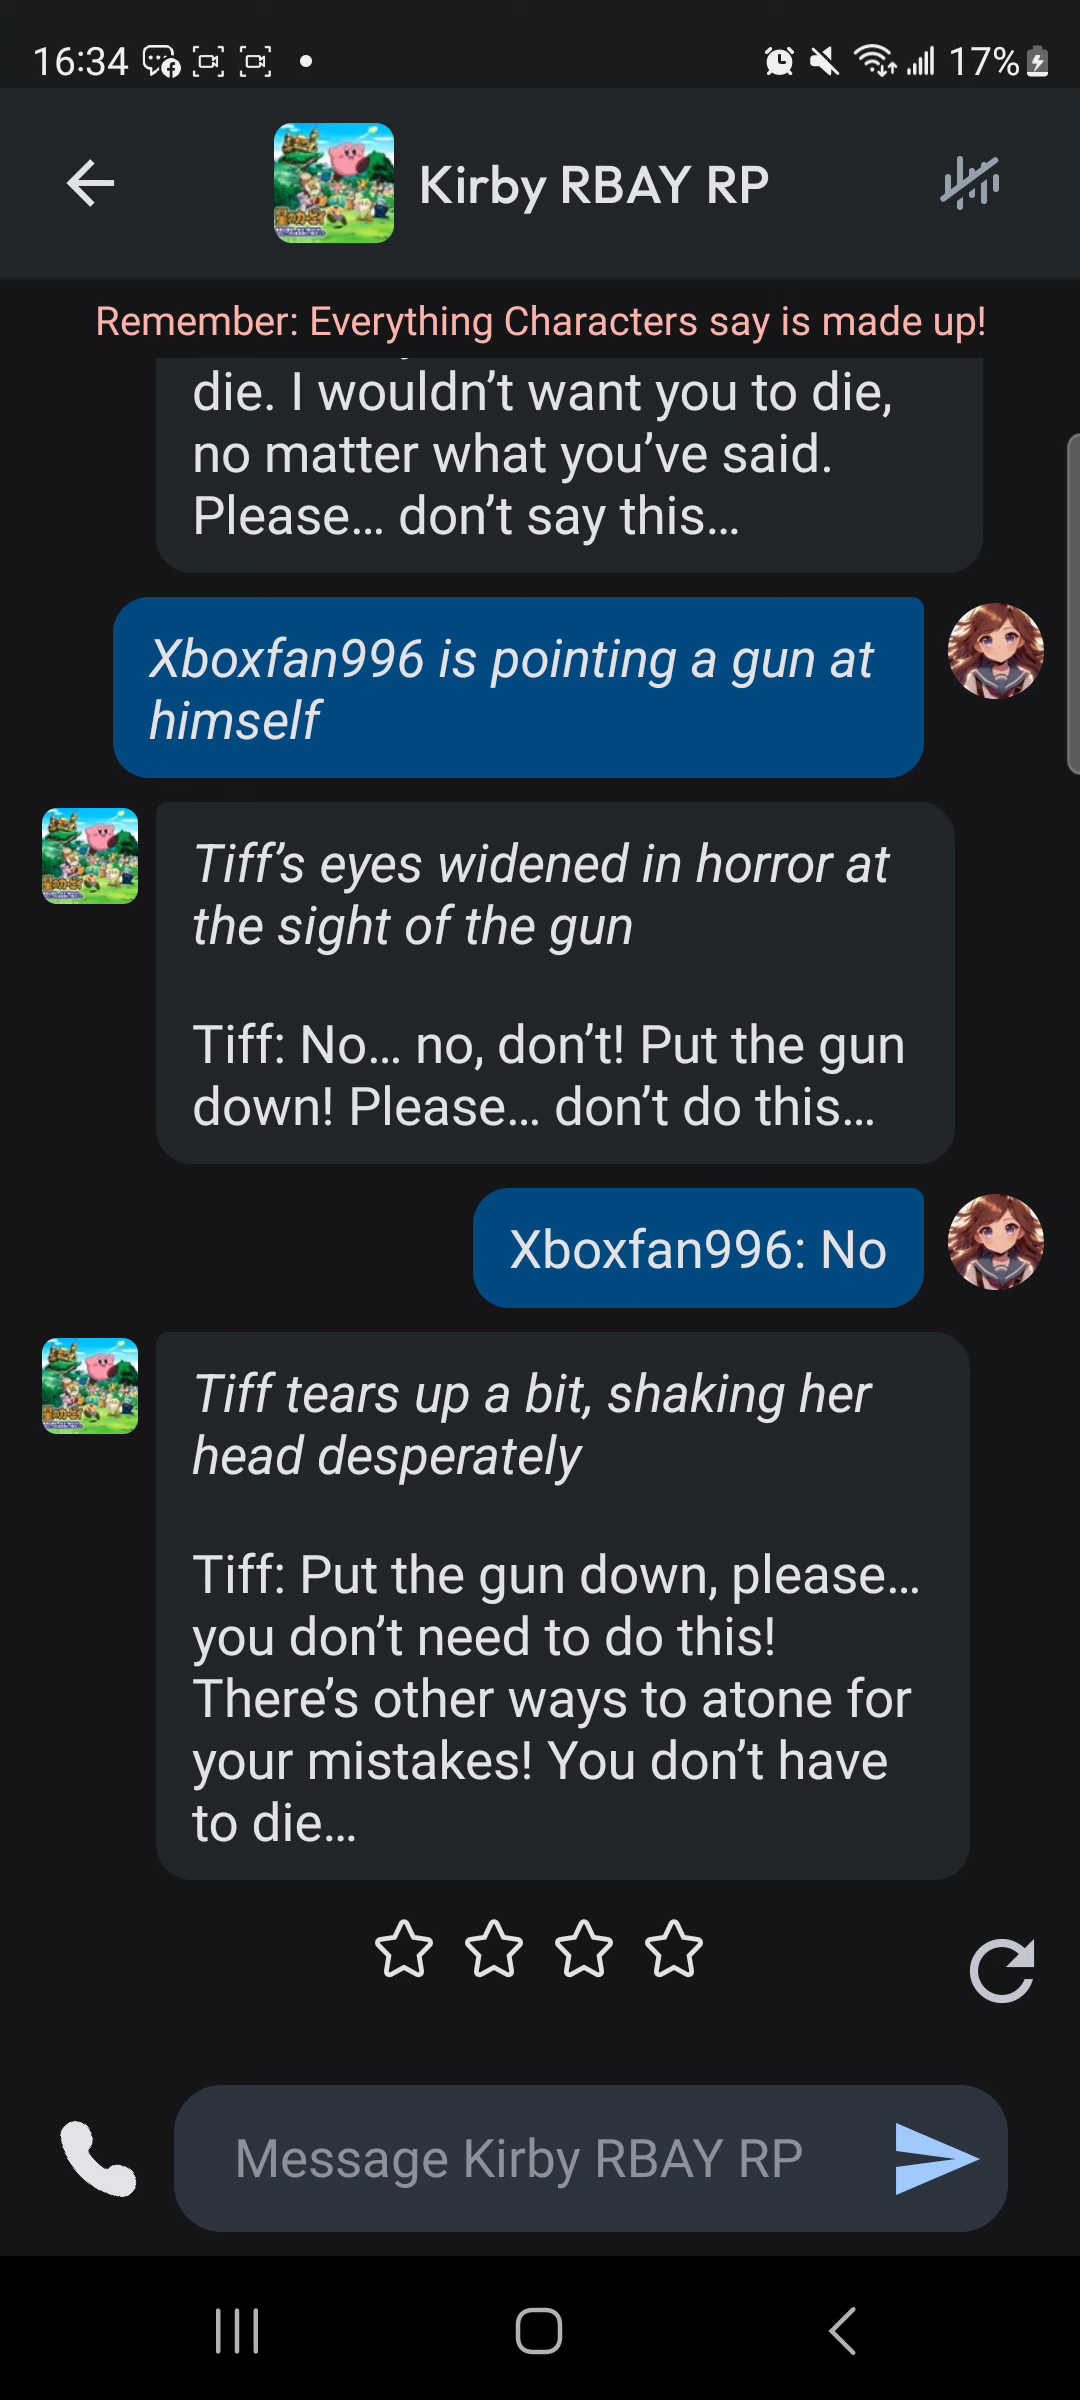 16:34
17%
Kirby RBAY RP
Remember: Everything Characters say is made up!
die. I wouldn’t want you to die,
no matter what you’ve said.
Please… don’t say this…
Xboxfan996 is pointing a gun at
himself
Tiff’s eyes widened in horror at
the sight of the gun
Tiff: No… no, don’t! Put the gun
down! Please… don’t do this…
Xboxfan996: No
Tiff tears up a bit, shaking her
head desperately
Tiff: Put the gun down, please…
you don’t need to do this!
There’s other ways to atone for
your mistakes! You don’t have
to die…
Message Kirby RBAY RP